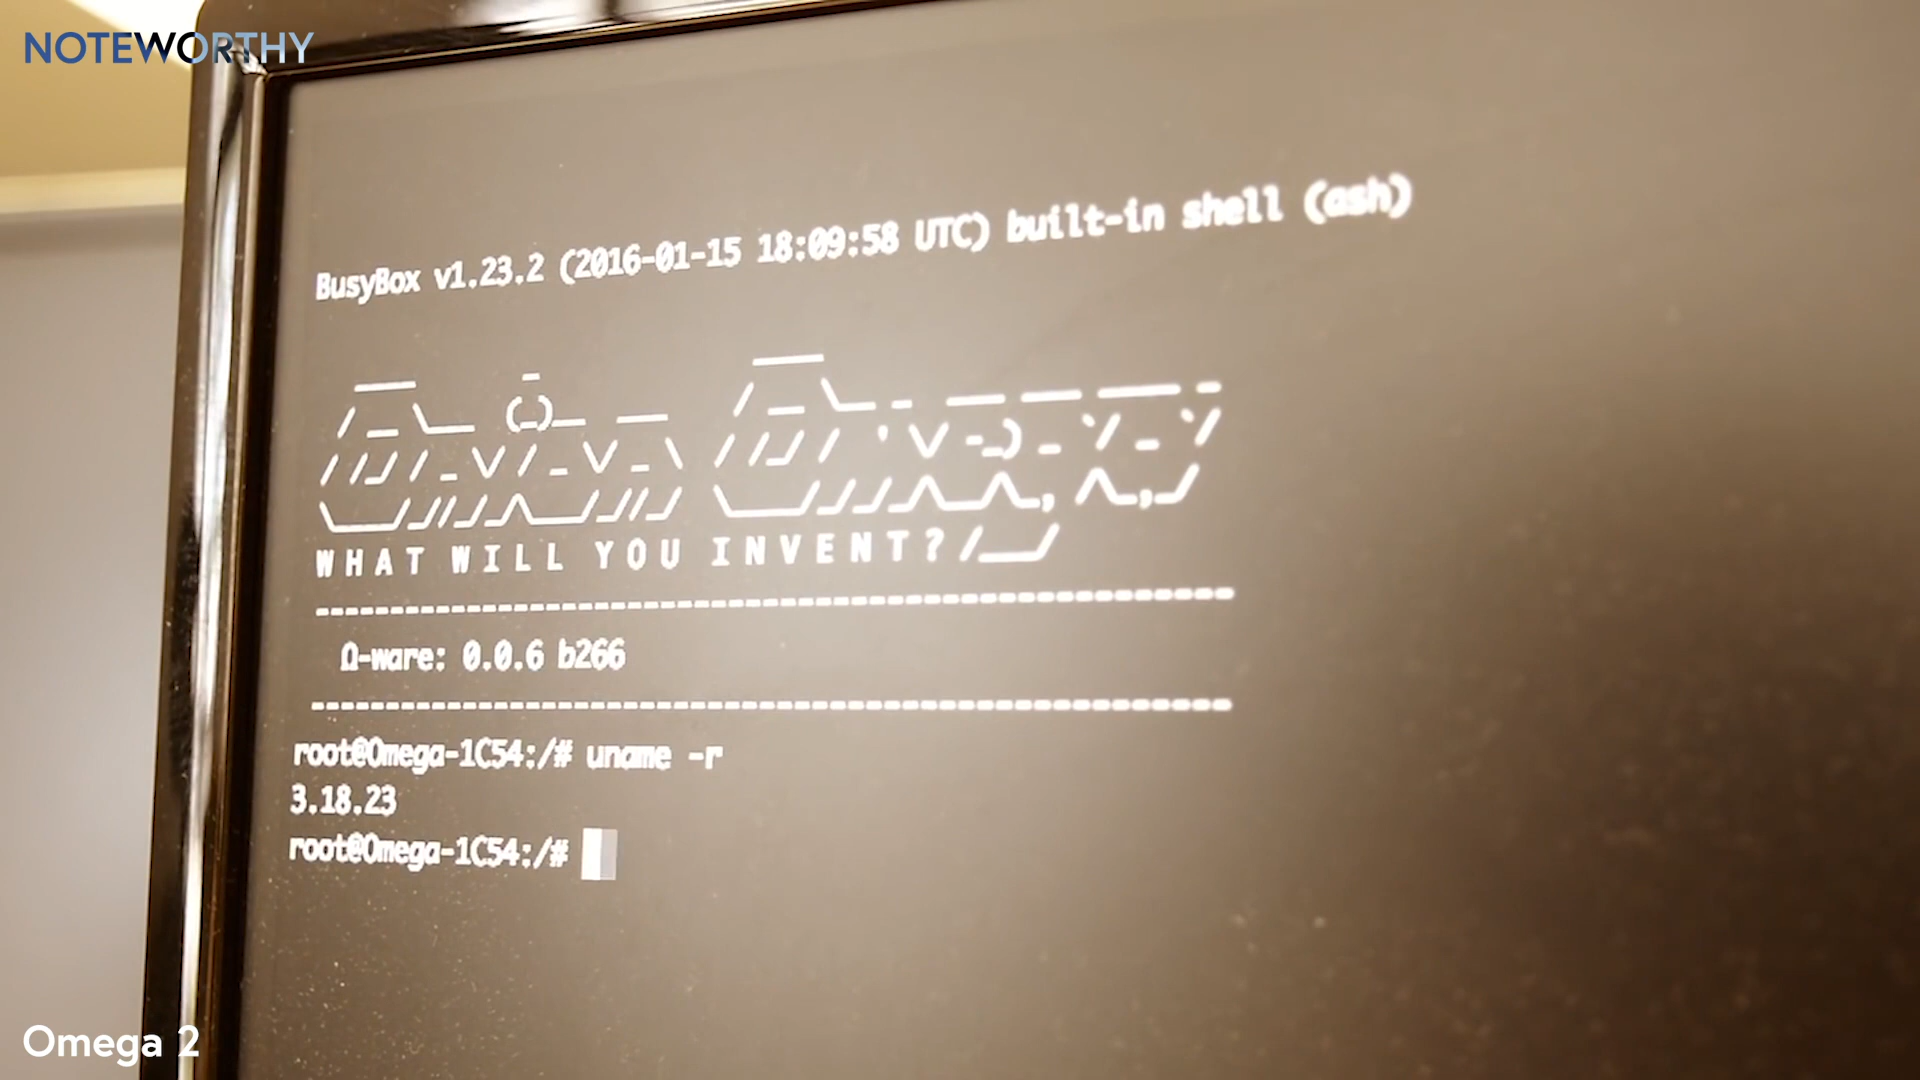 NOTEWORTHY
BusyBox v1.23.2 (2016-01-15 18:09:58 UTC) built-in shell (ash)
WHAT WILL YOU INVENT?
Ω-ware: 0.0.6 b266
root@Omega-1C54:/# uname -r
3.18.23
root@Omega-1C54:/#
Omega 2